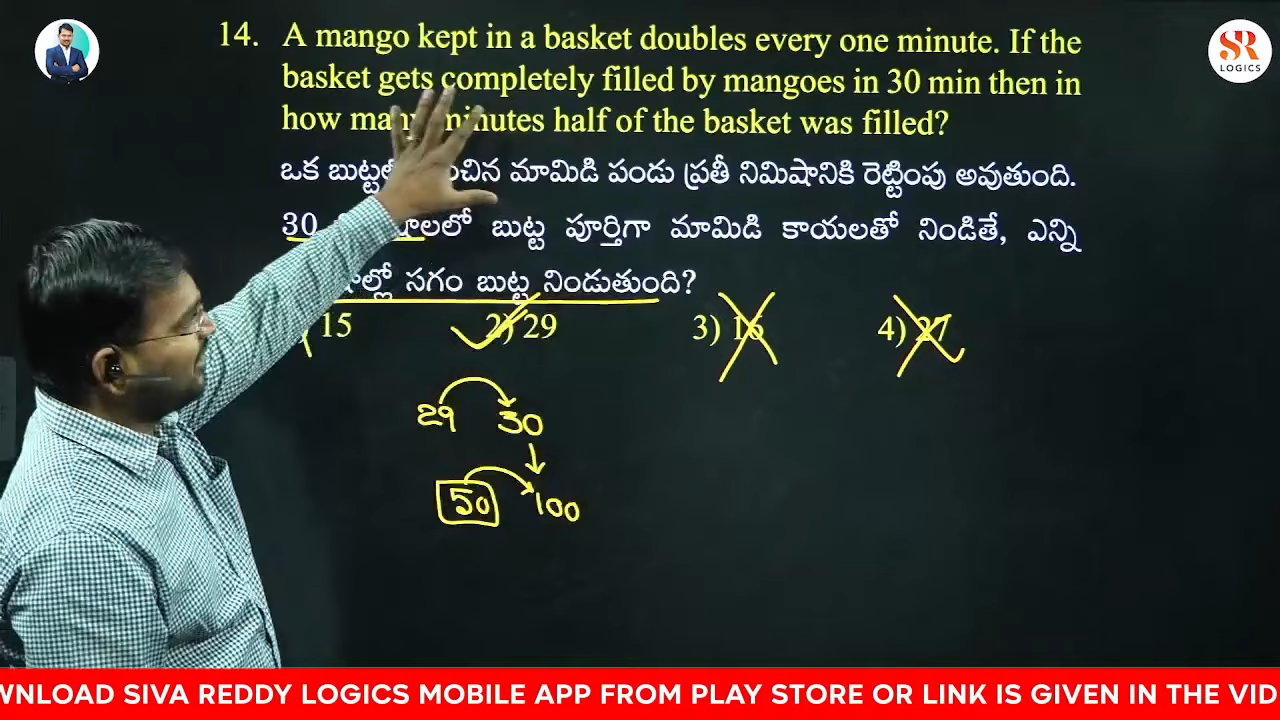 SR
LOGICS
14. A mango kept in a basket doubles every one minute. If the
basket gets completely filled by mangoes in 30 min then in
how many minutes half of the basket was filled?
ఒక మామిడి పండు ప్రతీ నిమిషానికి రెట్టింపు అవుతుంది.
30 బుట్ట పూర్తిగా మామిడి కాయలతో నిండితే, ఎన్ని
సగం బుట్ట నిండుతుంది?
15 2) 29 3) 16 4) 27
29 30
50 100
WNLOAD SIVA REDDY LOGICS MOBILE APP FROM PLAY STORE OR LINK IS GIVEN IN THE VID